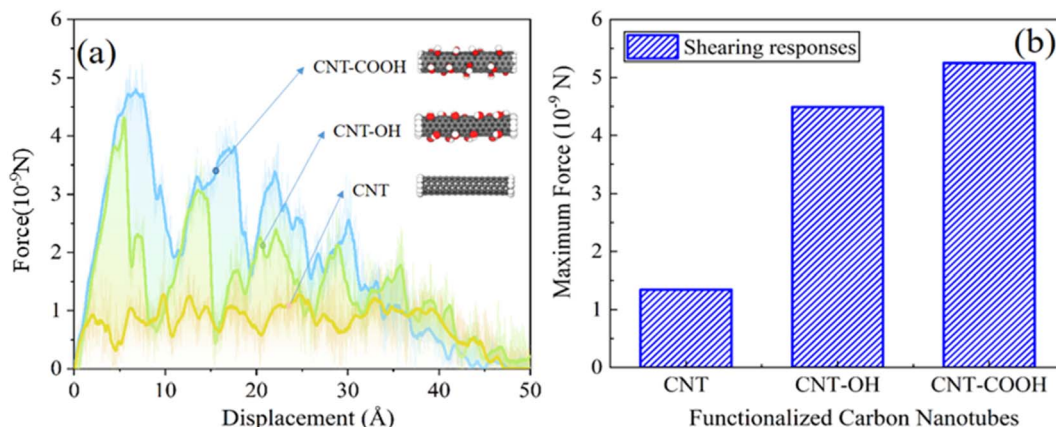 (a)
6
5
4
3
2
1
0
Force(10⁻⁹N)
CNT-COOH
CNT-OH
CNT
0 10 20 30 40 50
Displacement (Å)
(b)
Shearing responses
6
5
4
3
2
1
0
Maximum Force (10⁻⁹ N)
CNT CNT-OH CNT-COOH
Functionalized Carbon Nanotubes